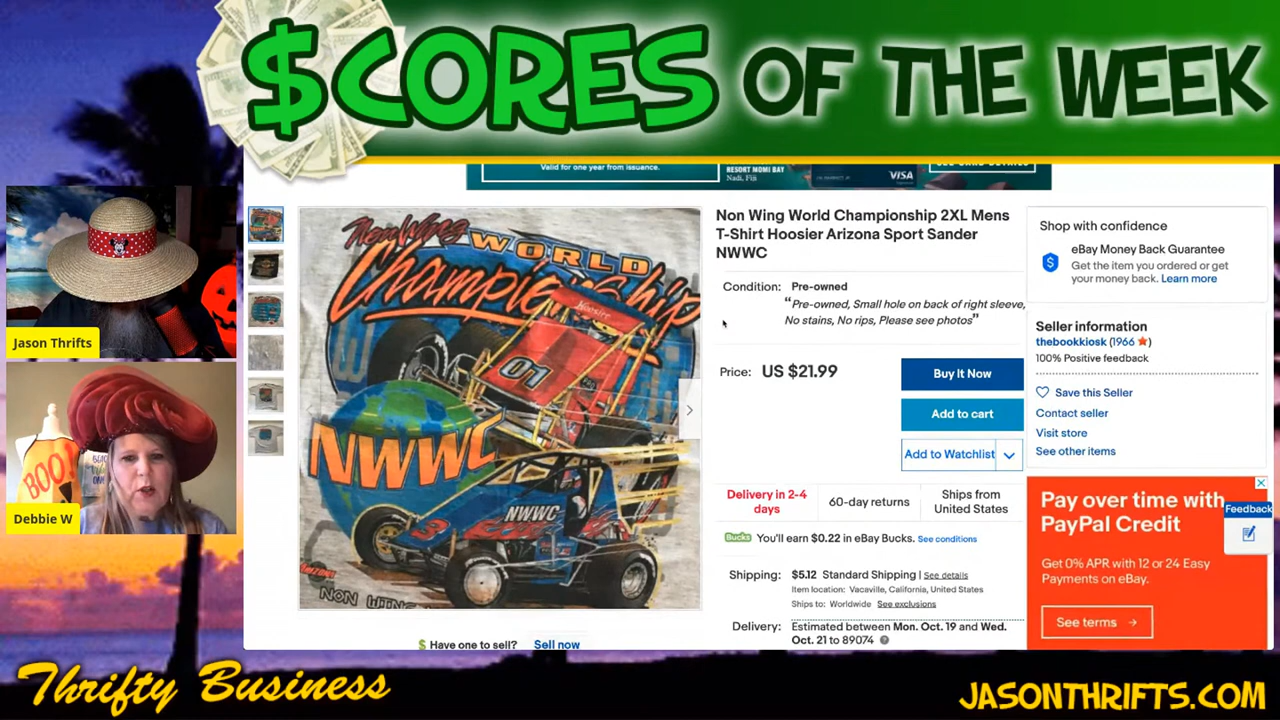 $CORES OF THE WEEK
Valid for one year from issuance.
RESORT MOMI BAY
Nadi, Fiji
VISA
Non Wing World Championship 2XL Mens
T-Shirt Hoosier Arizona Sport Sander
NWWC
Condition: Pre-owned
“Pre-owned, Small hole on back of right sleeve,
No stains, No rips, Please see photos”
Price: US $21.99
Buy It Now
Add to cart
Add to Watchlist
Delivery in 2-4
days
60-day returns
Ships from
United States
Bucks You'll earn $0.22 in eBay Bucks. See conditions
Shipping: $5.12 Standard Shipping | See details
Item location: Vacaville, California, United States
Ships to: Worldwide See exclusions
Delivery: Estimated between Mon. Oct. 19 and Wed.
Oct. 21 to 89074
Shop with confidence
eBay Money Back Guarantee
Get the item you ordered or get
your money back. Learn more
Seller information
thebookkiosk (1966)
100% Positive feedback
Save this Seller
Contact seller
Visit store
See other items
Pay over time with
PayPal Credit
Get 0% APR with 12 or 24 Easy
Payments on eBay.
See terms
Feedback
Non Wing
WORLD
Championship
Hoosier
01
NWWC
3
NWWC
NON WING
$ Have one to sell? Sell now
Jason Thrifts
BOO!
Debbie W
Thrifty Business
JASONTHRIFTS.COM